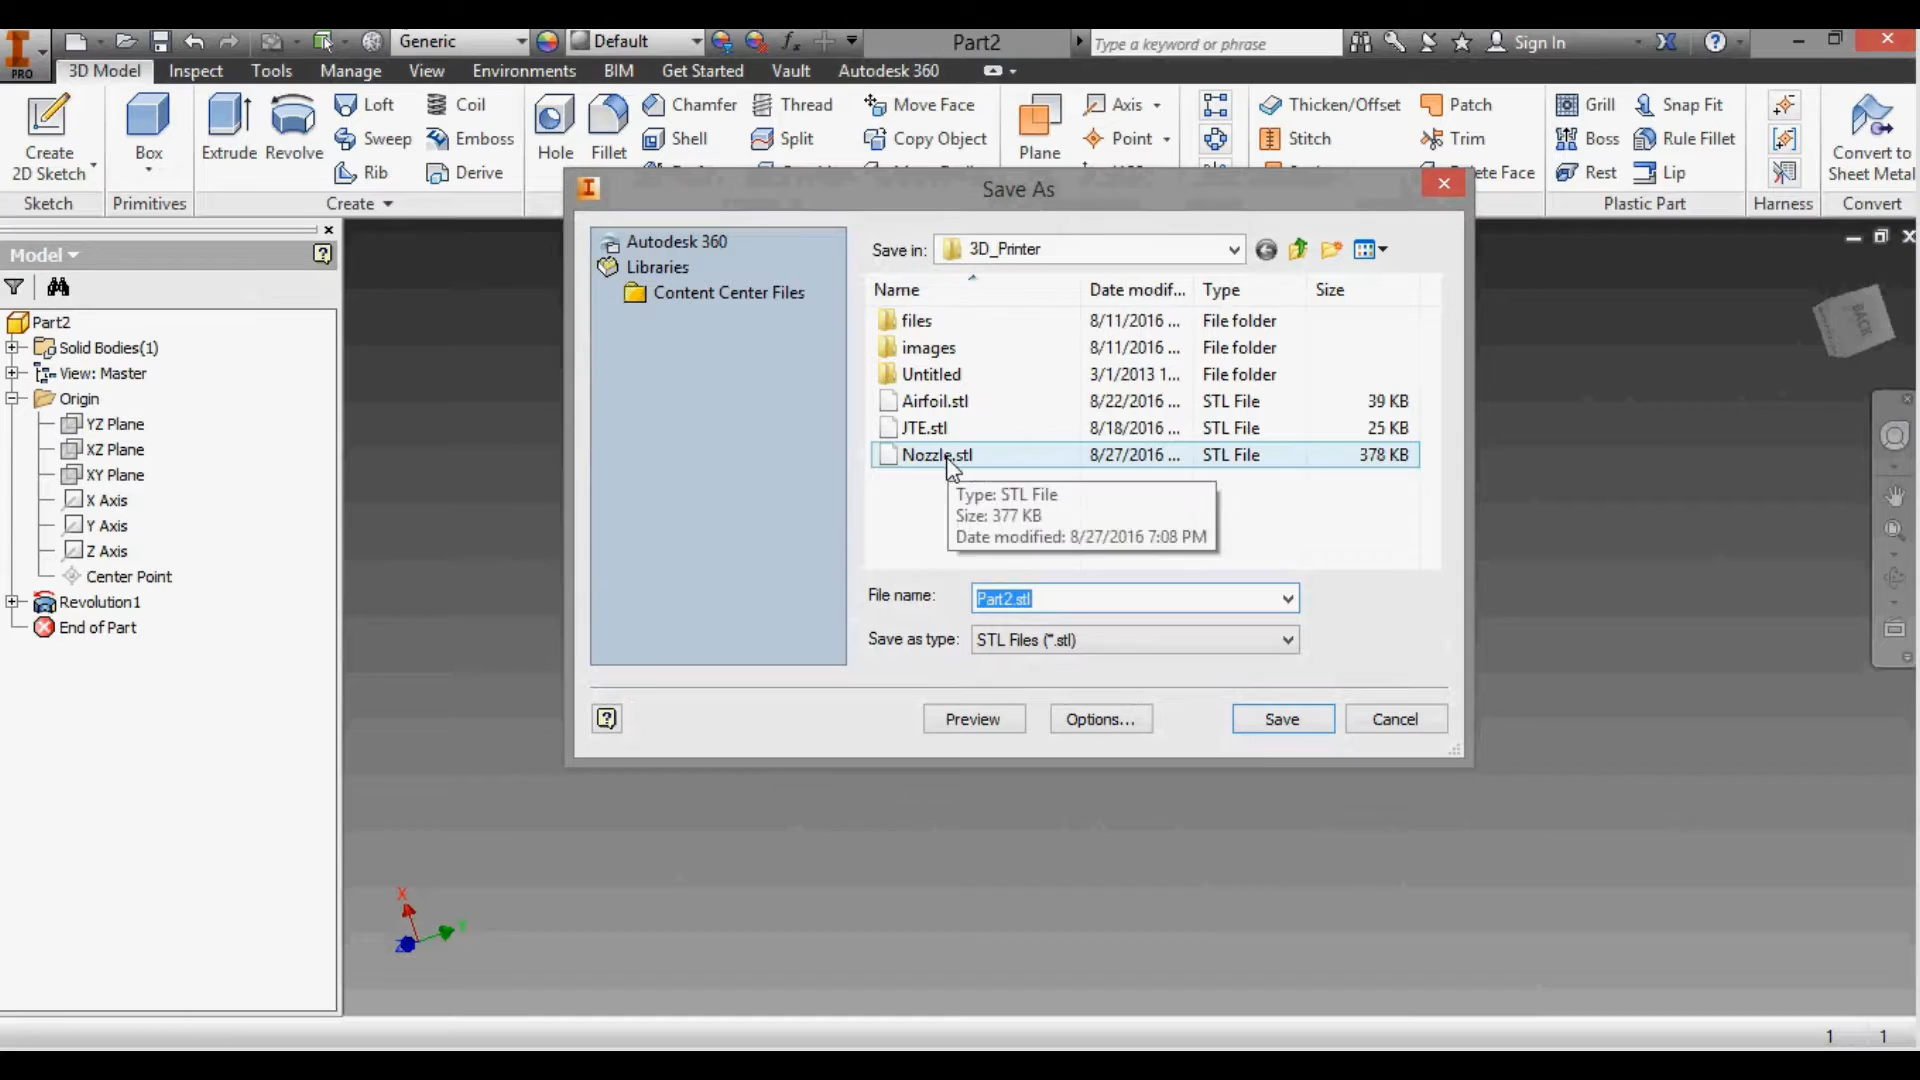 Generic
Default
Part2
Type a keyword or phrase
Sign In
PRO
3D Model Inspect Tools Manage View Environments BIM Get Started Vault Autodesk 360
Loft Coil Chamfer Thread Move Face Axis Thicken/Offset Patch Grill Snap Fit
Sweep Emboss Shell Split Copy Object Point Stitch Trim Boss Rule Fillet
Create 2D Sketch
Box
Extrude Revolve
Hole Fillet
Plane
Convert to Sheet Metal
Rib Derive
Face Rest Lip
Sketch Primitives Create Plastic Part Harness Convert
Model
Part2
Solid Bodies(1)
View: Master
Origin
YZ Plane
XZ Plane
XY Plane
X Axis
Y Axis
Z Axis
Center Point
Revolution1
End of Part
Save As
Autodesk 360
Libraries
Content Center Files
Save in: 3D_Printer
Name Date modif... Type Size
files 8/11/2016 ... File folder
images 8/11/2016 ... File folder
Untitled 3/1/2013 1... File folder
Airfoil.stl 8/22/2016 ... STL File 39 KB
JTE.stl 8/18/2016 ... STL File 25 KB
Nozzle.stl 8/27/2016 ... STL File 378 KB
Type: STL File
Size: 377 KB
Date modified: 8/27/2016 7:08 PM
File name: Part2.stl
Save as type: STL Files (*.stl)
Preview Options... Save Cancel
BACK
X
Y
Z
1 1